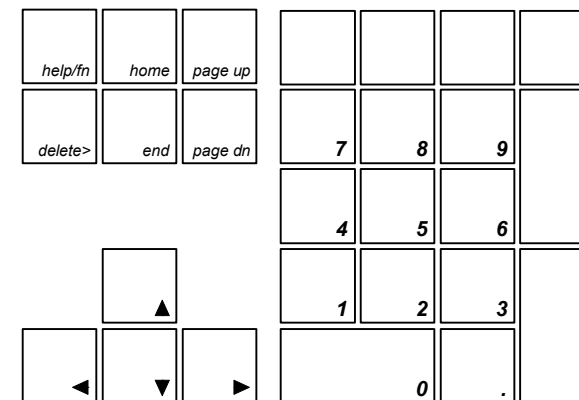 help/fn home page up
delete> end page dn 7 8 9
4 5 6
▲ 1 2 3
◀ ▼ ▶ 0 .